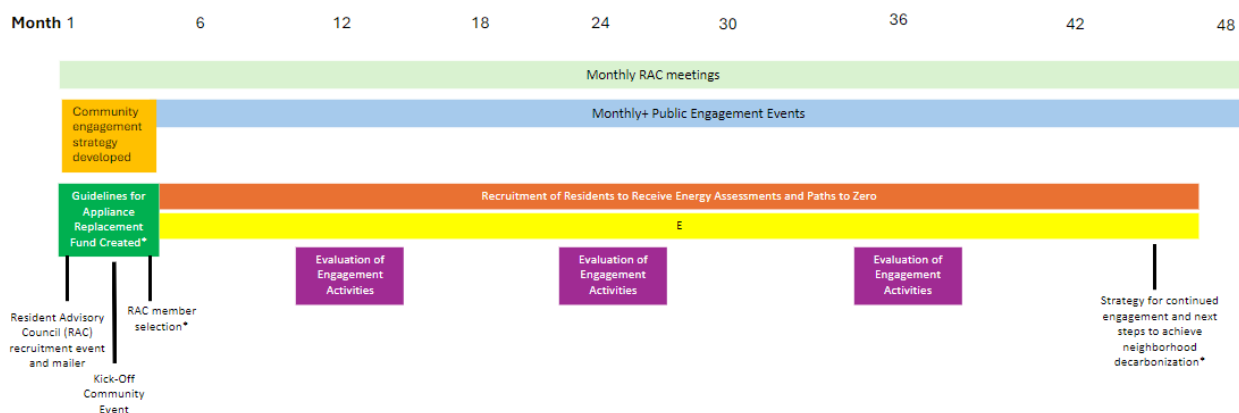 Month 1 6 12 18 24 30 36 42 48
Monthly RAC meetings
Community
engagement
strategy
developed
Monthly+ Public Engagement Events
Guidelines for
Appliance
Replacement
Fund Created*
Recruitment of Residents to Receive Energy Assessments and Paths to Zero
E
Evaluation of
Engagement
Activities
Evaluation of
Engagement
Activities
Evaluation of
Engagement
Activities
Resident Advisory
Council (RAC)
recruitment event
and mailer
Kick-Off
Community
Event
RAC member
selection*
Strategy for continued
engagement and next
steps to achieve
neighborhood
decarbonization*